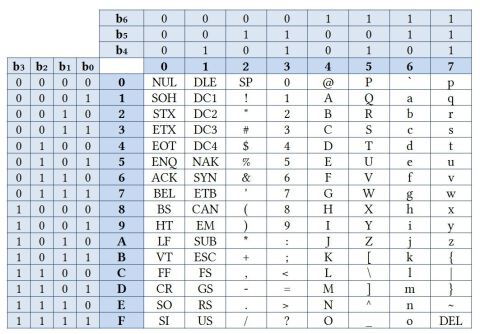 b6 0 0 0 0 1 1 1 1
b5 0 0 1 1 0 0 1 1
b4 0 1 0 1 0 1 0 1
b3 b2 b1 b0 0 1 2 3 4 5 6 7
0 0 0 0 0 NUL DLE SP 0 @ P ` p
0 0 0 1 1 SOH DC1 ! 1 A Q a q
0 0 1 0 2 STX DC2 " 2 B R b r
0 0 1 1 3 ETX DC3 # 3 C S c s
0 1 0 0 4 EOT DC4 $ 4 D T d t
0 1 0 1 5 ENQ NAK % 5 E U e u
0 1 1 0 6 ACK SYN & 6 F V f v
0 1 1 1 7 BEL ETB ' 7 G W g w
1 0 0 0 8 BS CAN ( 8 H X h x
1 0 0 1 9 HT EM ) 9 I Y i y
1 0 1 0 A LF SUB * : J Z j z
1 0 1 1 B VT ESC + ; K [ k {
1 1 0 0 C FF FS , < L \ l |
1 1 0 1 D CR GS - = M ] m }
1 1 1 0 E SO RS . > N ^ n ~
1 1 1 1 F SI US / ? O _ o DEL